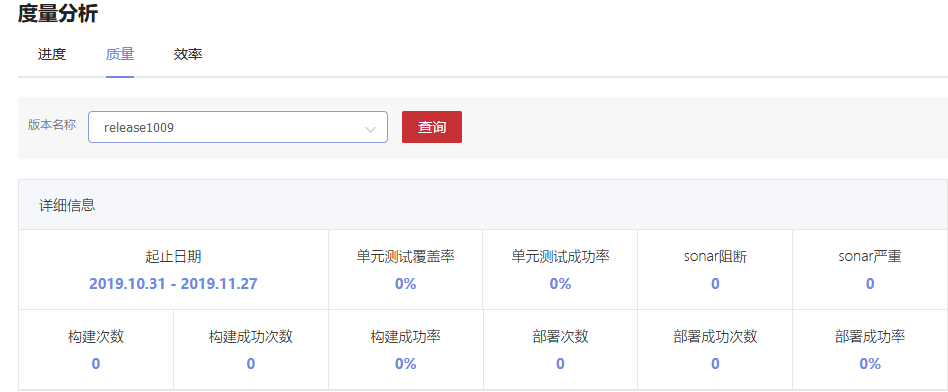 度量分析
进度 质量 效率
版本名称 release1009 查询
详细信息
起止日期 单元测试覆盖率 单元测试成功率 sonar阻断 sonar严重
2019.10.31 - 2019.11.27 0% 0% 0 0
构建次数 构建成功次数 构建成功率 部署次数 部署成功次数 部署成功率
0 0 0% 0 0 0%